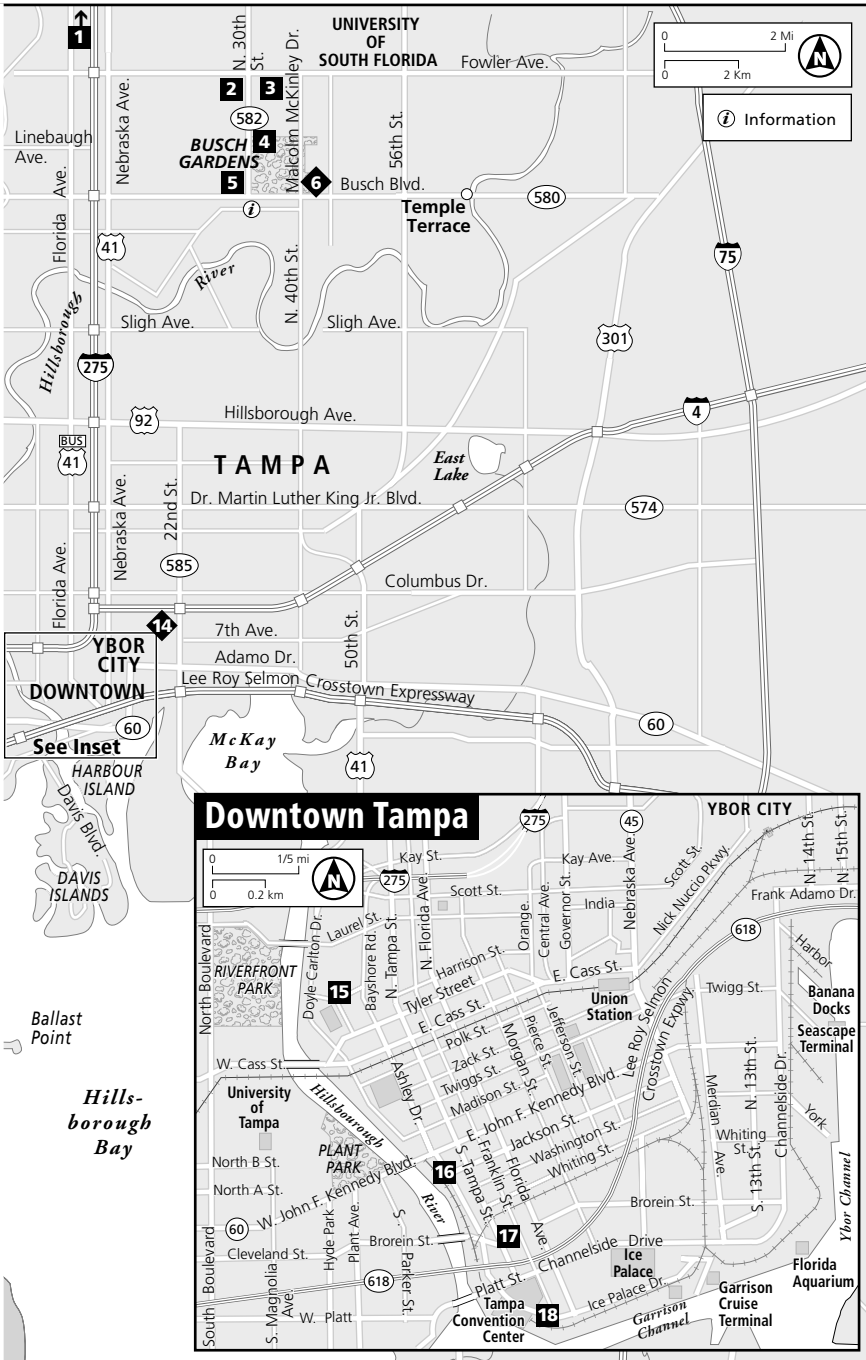 1
N. 30th
St.
UNIVERSITY
OF
SOUTH FLORIDA
Malcolm McKinley Dr.
Fowler Ave.
0 2 Mi
0 2 Km
N
i Information
2
3
582
Nebraska Ave.
Linebaugh
Ave.
BUSCH
GARDENS
4
56th St.
5
6
Busch Blvd.
i
Temple
Terrace
580
Florida Ave.
41
75
River
N. 40th St.
Hillsborough
Sligh Ave.
Sligh Ave.
301
275
92
Hillsborough Ave.
4
BUS
41
TAMPA
East
Lake
Nebraska Ave.
22nd St.
Dr. Martin Luther King Jr. Blvd.
574
Florida Ave.
585
Columbus Dr.
14
7th Ave.
50th St.
YBOR
CITY
Adamo Dr.
DOWNTOWN
Lee Roy Selmon Crosstown Expressway
60
60
See Inset
McKay
Bay
41
HARBOUR
ISLAND
Davis Blvd.
DAVIS
ISLANDS
Ballast
Point
Hills-
borough
Bay
Downtown Tampa
275
45
YBOR CITY
0 1/5 mi
0 0.2 km
N
Kay St.
Kay Ave.
275
Scott St.
Scott St.
Nick Nuccio Pkwy.
N. 14th St.
N. 15th St.
Laurel St.
India
Frank Adamo Dr.
North Boulevard
Doyle Carlton Dr.
Bayshore Rd.
N. Tampa St.
N. Florida Ave.
Orange.
Central Ave.
Governor St.
Nebraska Ave.
618
RIVERFRONT
PARK
Harrison St.
Harbor
15
Tyler Street
E. Cass St.
E. Cass St.
Union
Station
Twigg St.
Banana
Docks
Seascape
Terminal
Polk St.
Zack St.
Twiggs St.
Madison St.
Morgan St.
Pierce St.
Jefferson St.
Lee Roy Selmon
Crosstown Expwy.
W. Cass St.
Ashley Dr.
University
of
Tampa
Hillsbourough
River
E. John F. Kennedy Blvd.
Jackson St.
Washington St.
Whiting St.
Merdian
Ave.
N. 13th St.
Channelside Dr.
York
Whiting
St.
S. 13th St.
PLANT
PARK
North B St.
North A St.
16
S. Tampa St.
Franklin St.
Florida
Ave.
W. John F. Kennedy Blvd.
60
Hyde Park
Plant Ave.
S.
Parker St.
Brorein St.
Brorein St.
Ybor Channel
Cleveland St.
17
Channelside Drive
Ice
Palace
618
Platt St.
Ice Palace Dr.
Florida
Aquarium
South Boulevard
S. Magnolia
Ave.
W. Platt
Tampa
Convention
Center
18
Garrison
Channel
Garrison
Cruise
Terminal